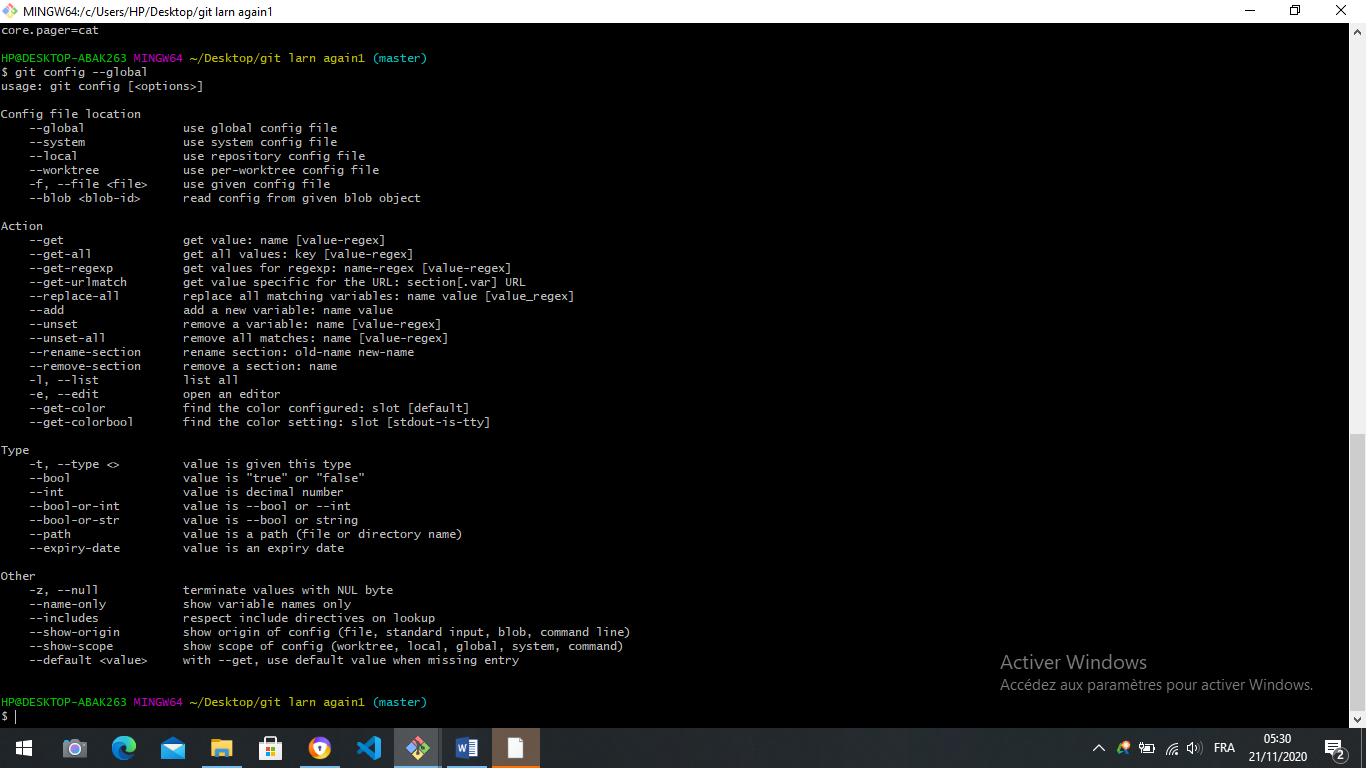 MINGW64:/c/Users/HP/Desktop/git larn again1
core.pager=cat
HP@DESKTOP-ABAK263 MINGW64 ~/Desktop/git larn again1 (master)
$ git config --global
usage: git config [<options>]
Config file location
--global use global config file
--system use system config file
--local use repository config file
--worktree use per-worktree config file
-f, --file <file> use given config file
--blob <blob-id> read config from given blob object
Action
--get get value: name [value-regex]
--get-all get all values: key [value-regex]
--get-regexp get values for regexp: name-regex [value-regex]
--get-urlmatch get value specific for the URL: section[.var] URL
--replace-all replace all matching variables: name value [value_regex]
--add add a new variable: name value
--unset remove a variable: name [value-regex]
--unset-all remove all matches: name [value-regex]
--rename-section rename section: old-name new-name
--remove-section remove a section: name
-l, --list list all
-e, --edit open an editor
--get-color find the color configured: slot [default]
--get-colorbool find the color setting: slot [stdout-is-tty]
Type
-t, --type <> value is given this type
--bool value is "true" or "false"
--int value is decimal number
--bool-or-int value is --bool or --int
--bool-or-str value is --bool or string
--path value is a path (file or directory name)
--expiry-date value is an expiry date
Other
-z, --null terminate values with NUL byte
--name-only show variable names only
--includes respect include directives on lookup
--show-origin show origin of config (file, standard input, blob, command line)
--show-scope show scope of config (worktree, local, global, system, command)
--default <value> with --get, use default value when missing entry
Activer Windows
Accédez aux paramètres pour activer Windows.
HP@DESKTOP-ABAK263 MINGW64 ~/Desktop/git larn again1 (master)
$
FRA
05:30
21/11/2020
2